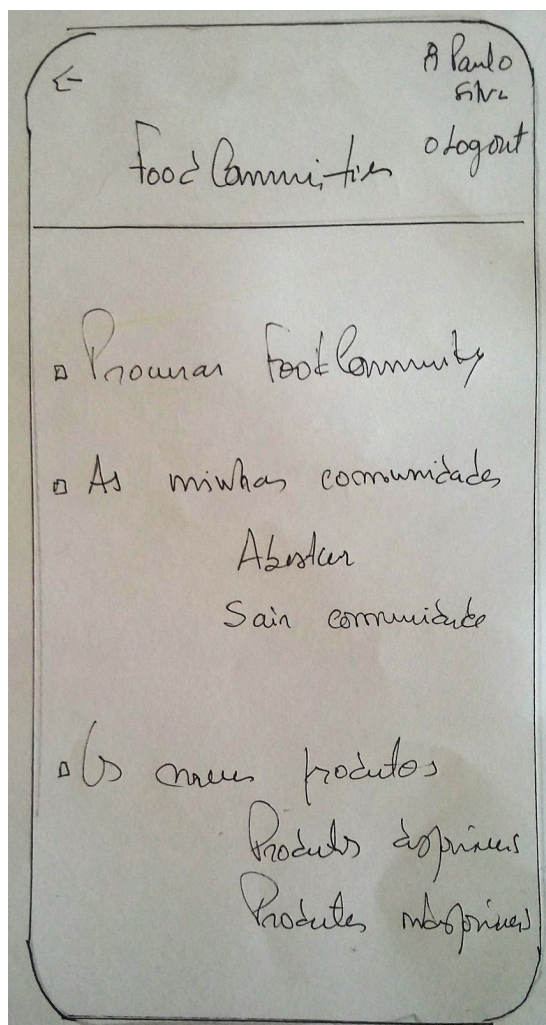 ← Paulo
Silva
Logout
Food Communities
Procurar Food Community
As minhas comunidades
Abastecer
Sair comunidade
Os meus produtos
Produtos disponíveis
Produtos indisponíveis